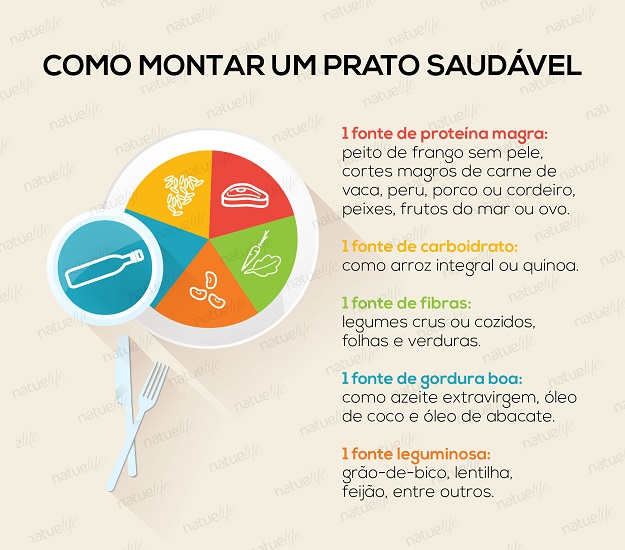 COMO MONTAR UM PRATO SAUDÁVEL
1 fonte de proteína magra:
peito de frango sem pele,
cortes magros de carne de
vaca, peru, porco ou cordeiro,
peixes, frutos do mar ou ovo.
1 fonte de carboidrato:
como arroz integral ou quinoa.
1 fonte de fibras:
legumes crus ou cozidos,
folhas e verduras.
1 fonte de gordura boa:
como azeite extravirgem, óleo
de coco e óleo de abacate.
1 fonte leguminosa:
grão-de-bico, lentilha,
feijão, entre outros.
natuelife